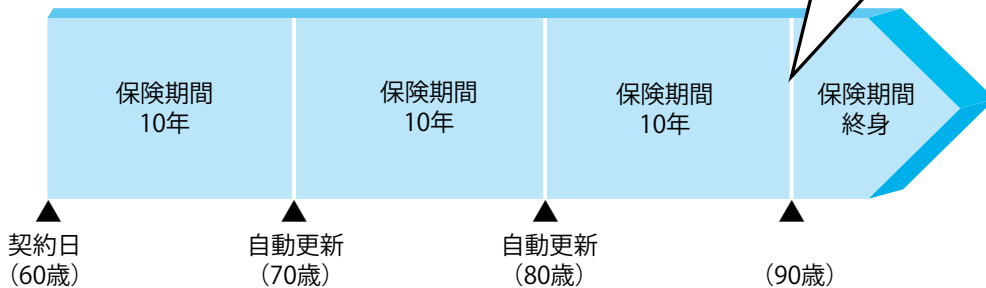 保険期間
10年
保険期間
10年
保険期間
10年
保険期間
終身
契約日
（60歳）
自動更新
（70歳）
自動更新
（80歳）
（90歳）